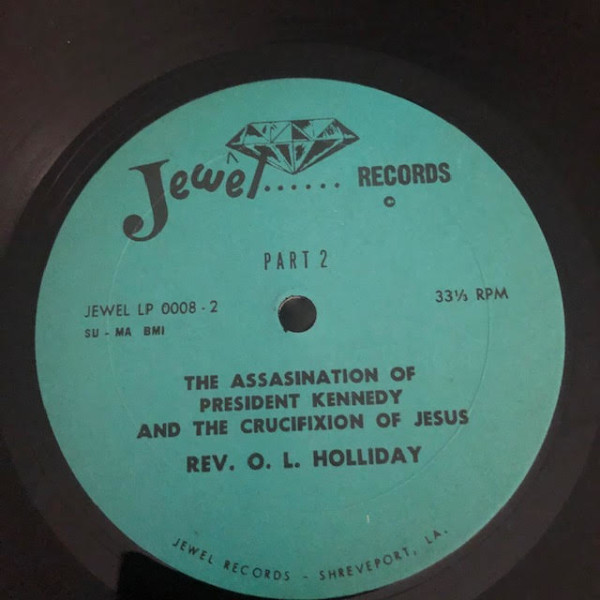 Jewel...... RECORDS
©
PART 2
JEWEL LP 0008-2
33⅓ RPM
SU-MA BMI
THE ASSASINATION OF
PRESIDENT KENNEDY
AND THE CRUCIFIXION OF JESUS
REV. O. L. HOLLIDAY
JEWEL RECORDS - SHREVEPORT, LA.